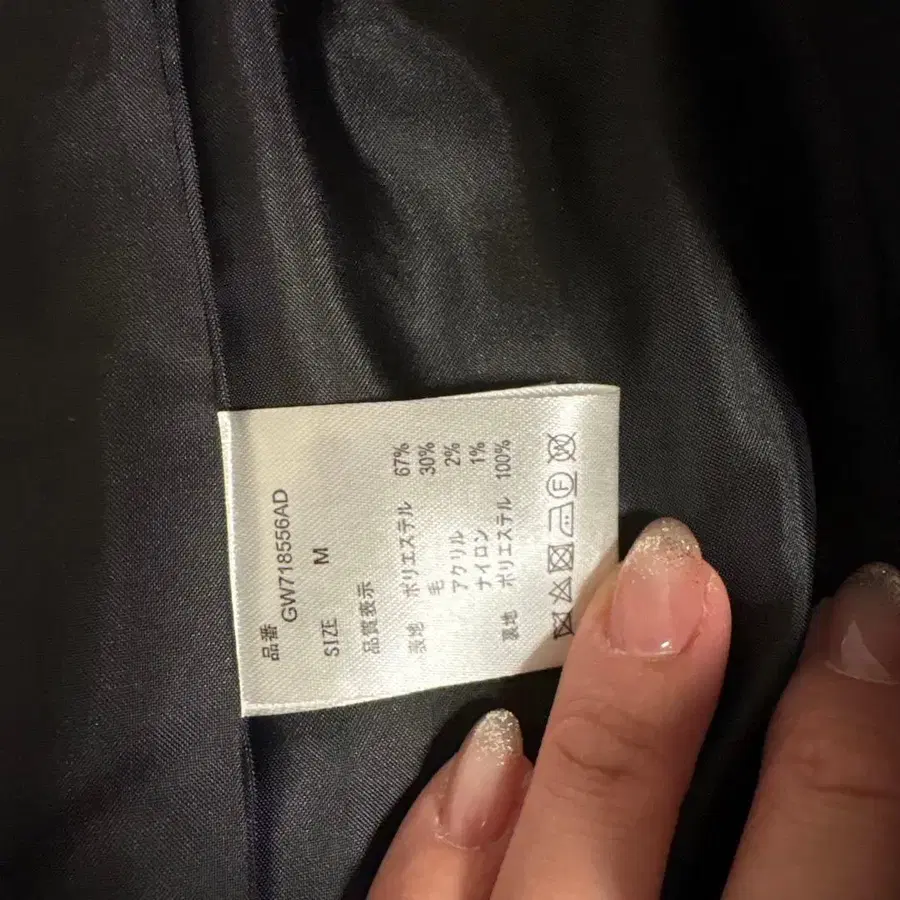 品番
GW718556AD
SIZE M
品質表示
表地 ポリエステル 67%
毛 30%
アクリル 2%
ナイロン 1%
裏地 ポリエステル 100%
F